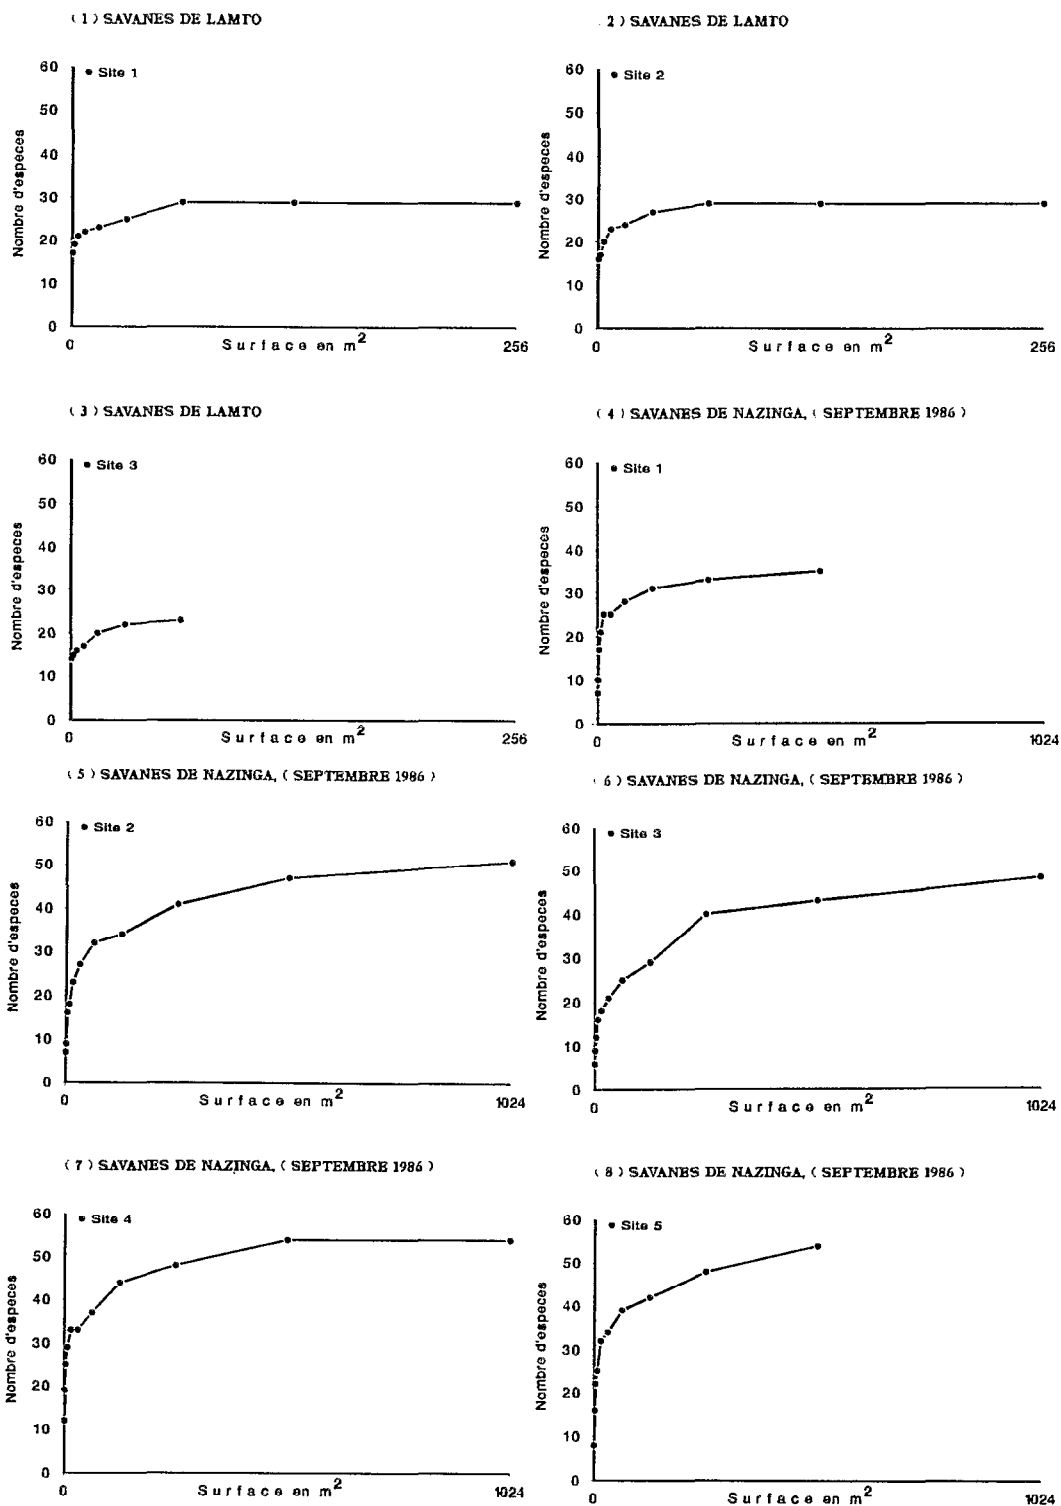 ( 1 ) SAVANES DE LAMTO
60
● Site 1
50
40
30
20
10
0
Nombre d'especes
0
Surface en m2
256
2 ) SAVANES DE LAMTO
60
● Site 2
50
40
30
20
10
0
Nombre d'especes
0
Surface en m2
256
( 3 ) SAVANES DE LAMTO
60
● Site 3
50
40
30
20
10
0
Nombre d'especes
0
Surface en m2
256
( 4 ) SAVANES DE NAZINGA, ( SEPTEMBRE 1986 )
60
● Site 1
50
40
30
20
10
0
Nombre d'especes
0
Surface en m2
1024
( 5 ) SAVANES DE NAZINGA, ( SEPTEMBRE 1986 )
60
● Site 2
50
40
30
20
10
0
Nombre d'especes
0
Surface en m2
1024
( 6 ) SAVANES DE NAZINGA, ( SEPTEMBRE 1986 )
60
● Site 3
50
40
30
20
10
0
Nombre d'especes
0
Surface en m2
1024
( 7 ) SAVANES DE NAZINGA, ( SEPTEMBRE 1986 )
60
● Site 4
50
40
30
20
10
0
Nombre d'especes
0
Surface en m2
1024
( 8 ) SAVANES DE NAZINGA, ( SEPTEMBRE 1986 )
60
● Site 5
50
40
30
20
10
0
Nombre d'especes
0
Surface en m2
1024